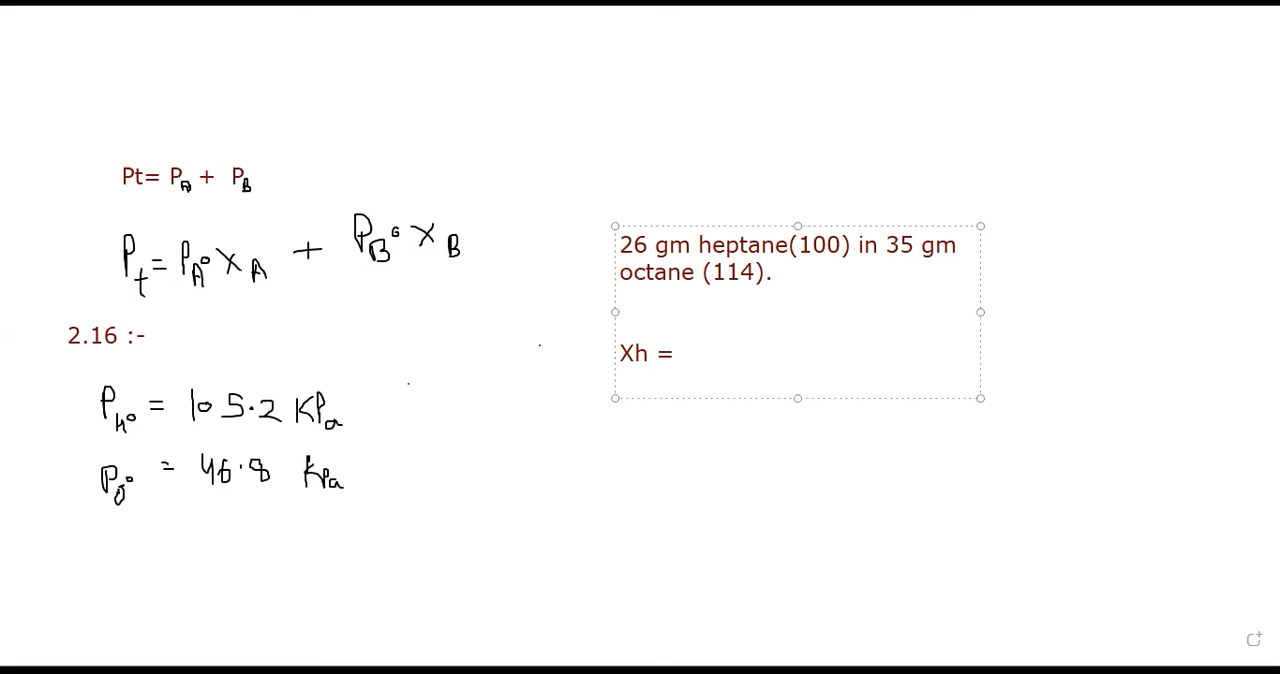 Pt= PA + PB
Pt = PA° XA + PB° XB
2.16 :-
PH° = 105.2 KPa
PO° = 46.8 KPa
26 gm heptane(100) in 35 gm
octane (114).
Xh =